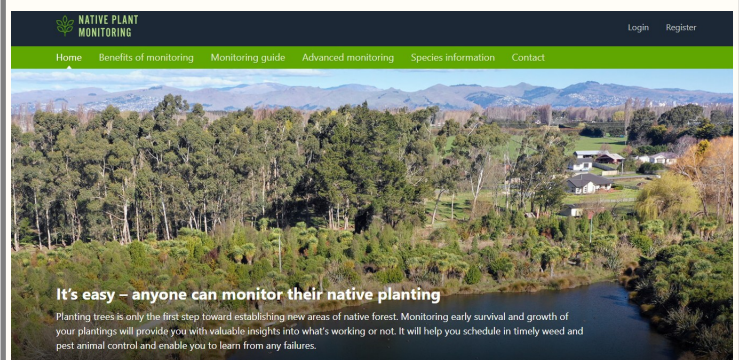 NATIVE PLANT
MONITORING
Login Register
Home Benefits of monitoring Monitoring guide Advanced monitoring Species information Contact
It's easy – anyone can monitor their native planting
Planting trees is only the first step toward establishing new areas of native forest. Monitoring early survival and growth of
your plantings will provide you with valuable insights into what's working or not. It will help you schedule in timely weed and
pest animal control and enable you to learn from any failures.